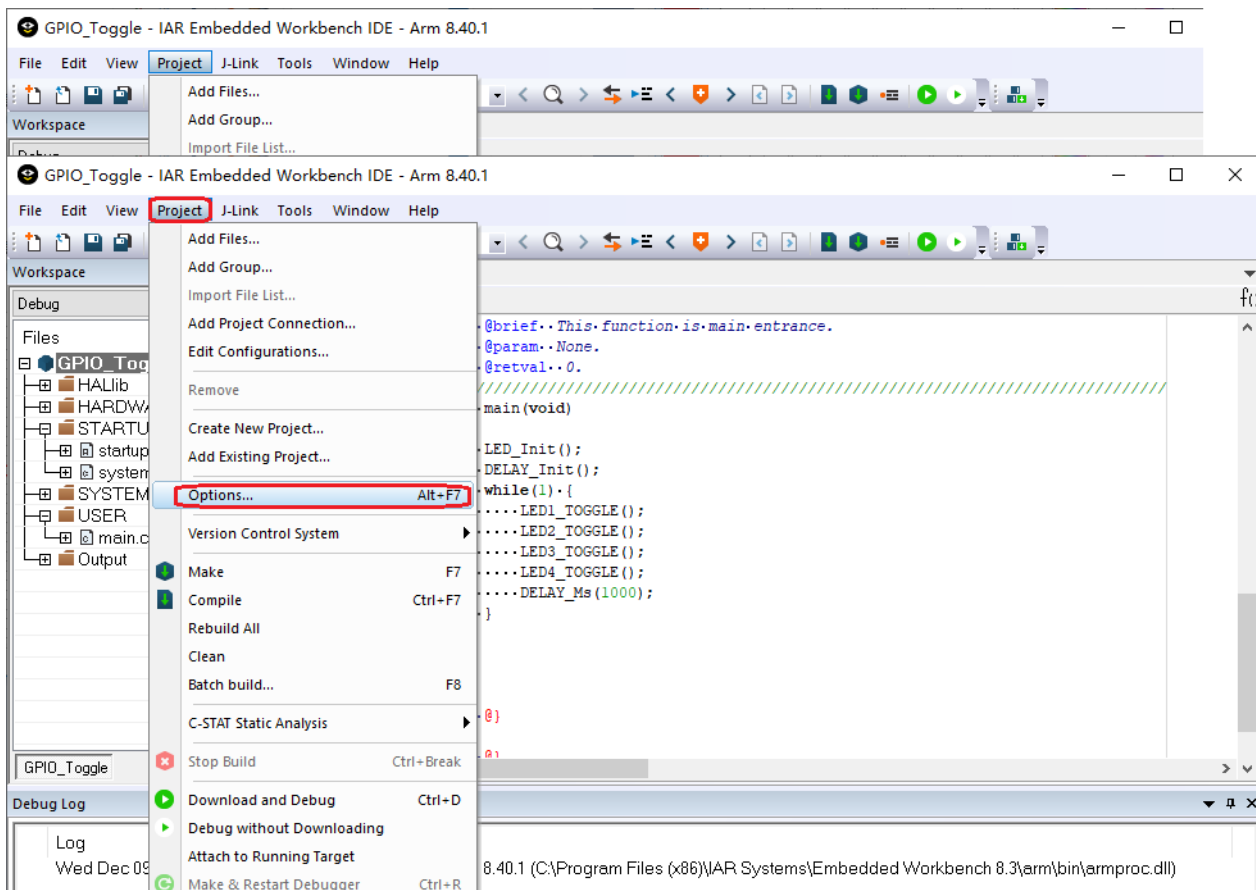 GPIO_Toggle - IAR Embedded Workbench IDE - Arm 8.40.1
File Edit View Project J-Link Tools Window Help
Add Files...
Workspace
Add Group...
Import File List...
GPIO_Toggle - IAR Embedded Workbench IDE - Arm 8.40.1
File Edit View Project J-Link Tools Window Help
Add Files...
Workspace
Add Group...
Debug
Import File List...
Files
Add Project Connection...
@brief··This·function·is·main·entrance.
Edit Configurations...
@param··None.
GPIO_Tog
@retval··0.
HALlib
Remove
//////////////////////////////////////////////////////////////////////////////
HARDWA
main(void)
STARTU
Create New Project...
startup
Add Existing Project...
LED_Init();
system
DELAY_Init();
SYSTEM
Options... Alt+F7
while(1)·{
USER
·····LED1_TOGGLE();
main.c
Version Control System
·····LED2_TOGGLE();
Output
·····LED3_TOGGLE();
Make F7
·····LED4_TOGGLE();
Compile Ctrl+F7
·····DELAY_Ms(1000);
·}
Rebuild All
Clean
Batch build... F8
C-STAT Static Analysis
·@}
Stop Build Ctrl+Break
·@}
GPIO_Toggle
Download and Debug Ctrl+D
Debug Log
Debug without Downloading
Log
Attach to Running Target
Wed Dec 09
8.40.1 (C:\Program Files (x86)\IAR Systems\Embedded Workbench 8.3\arm\bin\armproc.dll)
Make & Restart Debugger Ctrl+R